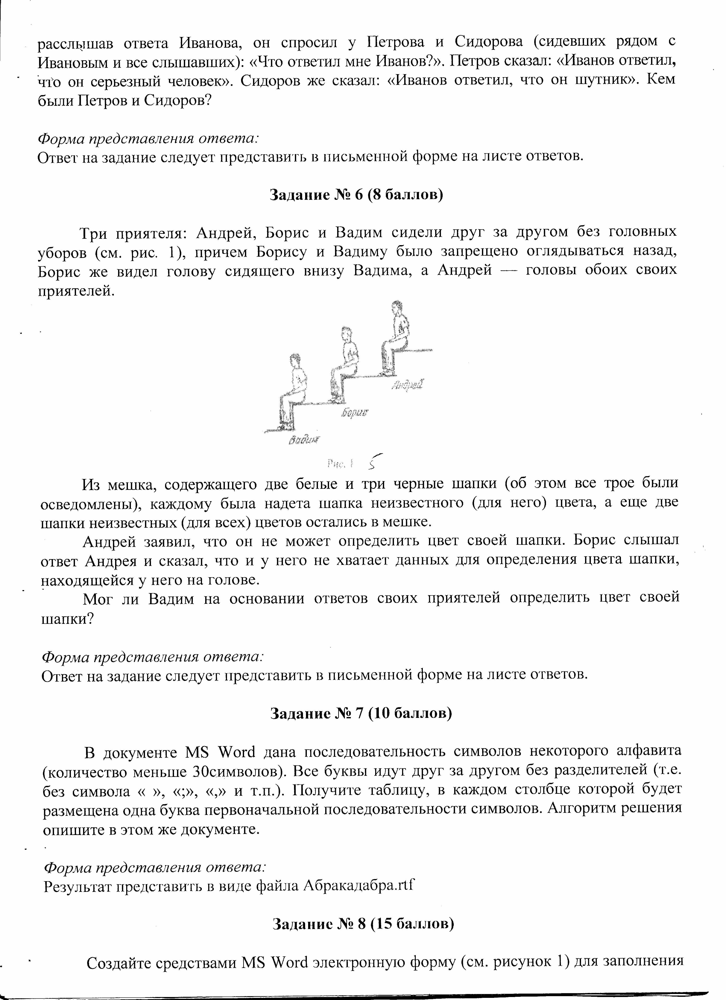 расслышав ответа Иванова, он спросил у Петрова и Сидорова (сидевших рядом с
Ивановым и все слышавших): «Что ответил мне Иванов?». Петров сказал: «Иванов ответил,
что он серьезный человек». Сидоров же сказал: «Иванов ответил, что он шутник». Кем
были Петров и Сидоров?
Форма представления ответа:
Ответ на задание следует представить в письменной форме на листе ответов.
Задание № 6 (8 баллов)
Три приятеля: Андрей, Борис и Вадим сидели друг за другом без головных
уборов (см. рис. 1), причем Борису и Вадиму было запрещено оглядываться назад,
Борис же видел голову сидящего внизу Вадима, а Андрей — головы обоих своих
приятелей.
Андрей
Борис
Вадим
Рис. 1 5
Из мешка, содержащего две белые и три черные шапки (об этом все трое были
осведомлены), каждому была надета шапка неизвестного (для него) цвета, а еще две
шапки неизвестных (для всех) цветов остались в мешке.
Андрей заявил, что он не может определить цвет своей шапки. Борис слышал
ответ Андрея и сказал, что и у него не хватает данных для определения цвета шапки,
находящейся у него на голове.
Мог ли Вадим на основании ответов своих приятелей определить цвет своей
шапки?
Форма представления ответа:
Ответ на задание следует представить в письменной форме на листе ответов.
Задание № 7 (10 баллов)
В документе MS Word дана последовательность символов некоторого алфавита
(количество меньше 30символов). Все буквы идут друг за другом без разделителей (т.е.
без символа « », «;», «,» и т.п.). Получите таблицу, в каждом столбце которой будет
размещена одна буква первоначальной последовательности символов. Алгоритм решения
опишите в этом же документе.
Форма представления ответа:
Результат представить в виде файла Абракадабра.rtf
Задание № 8 (15 баллов)
Создайте средствами MS Word электронную форму (см. рисунок 1) для заполнения